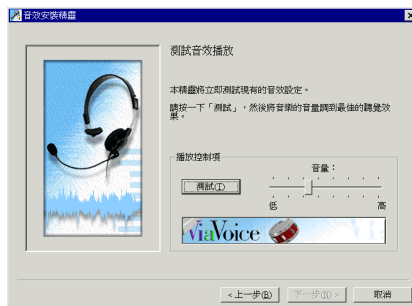 音效安裝精靈
測試音效播放
本精靈將立即測試現有的音效設定。
請按一下「測試」，然後將音樂的音量調到最佳的聽覺效
果。
播放控制項
音量：
測試(T)
低
高
ViaVoice
<上一步(B)
下一步(N)>
取消